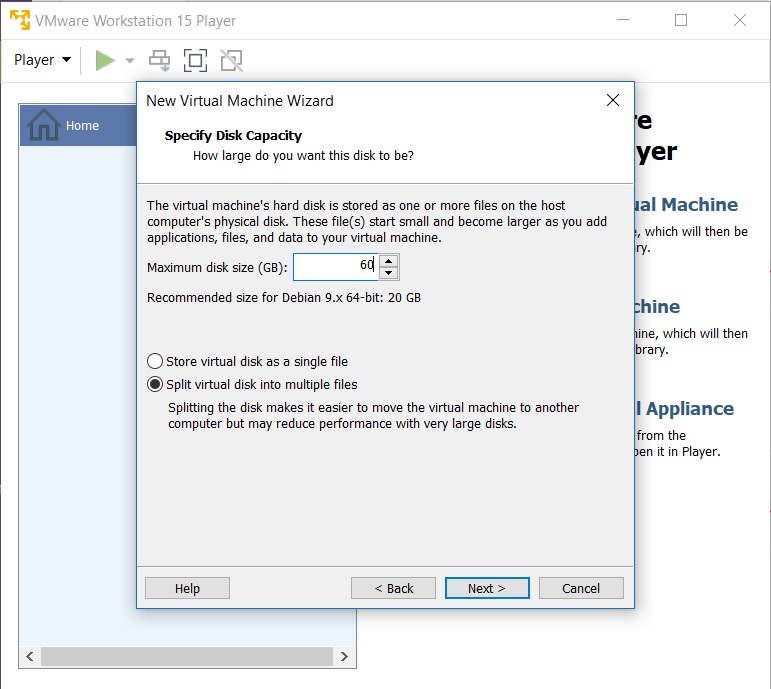 VMware Workstation 15 Player
Player
Home
New Virtual Machine Wizard
Specify Disk Capacity
How large do you want this disk to be?
The virtual machine's hard disk is stored as one or more files on the host
computer's physical disk. These file(s) start small and become larger as you add
applications, files, and data to your virtual machine.
Maximum disk size (GB): 60
Recommended size for Debian 9.x 64-bit: 20 GB
Store virtual disk as a single file
Split virtual disk into multiple files
Splitting the disk makes it easier to move the virtual machine to another
computer but may reduce performance with very large disks.
Help
< Back
Next >
Cancel
re
yer
ual Machine
e, which will then be
ry.
chine
hine, which will then
brary.
l Appliance
from the
pen it in Player.